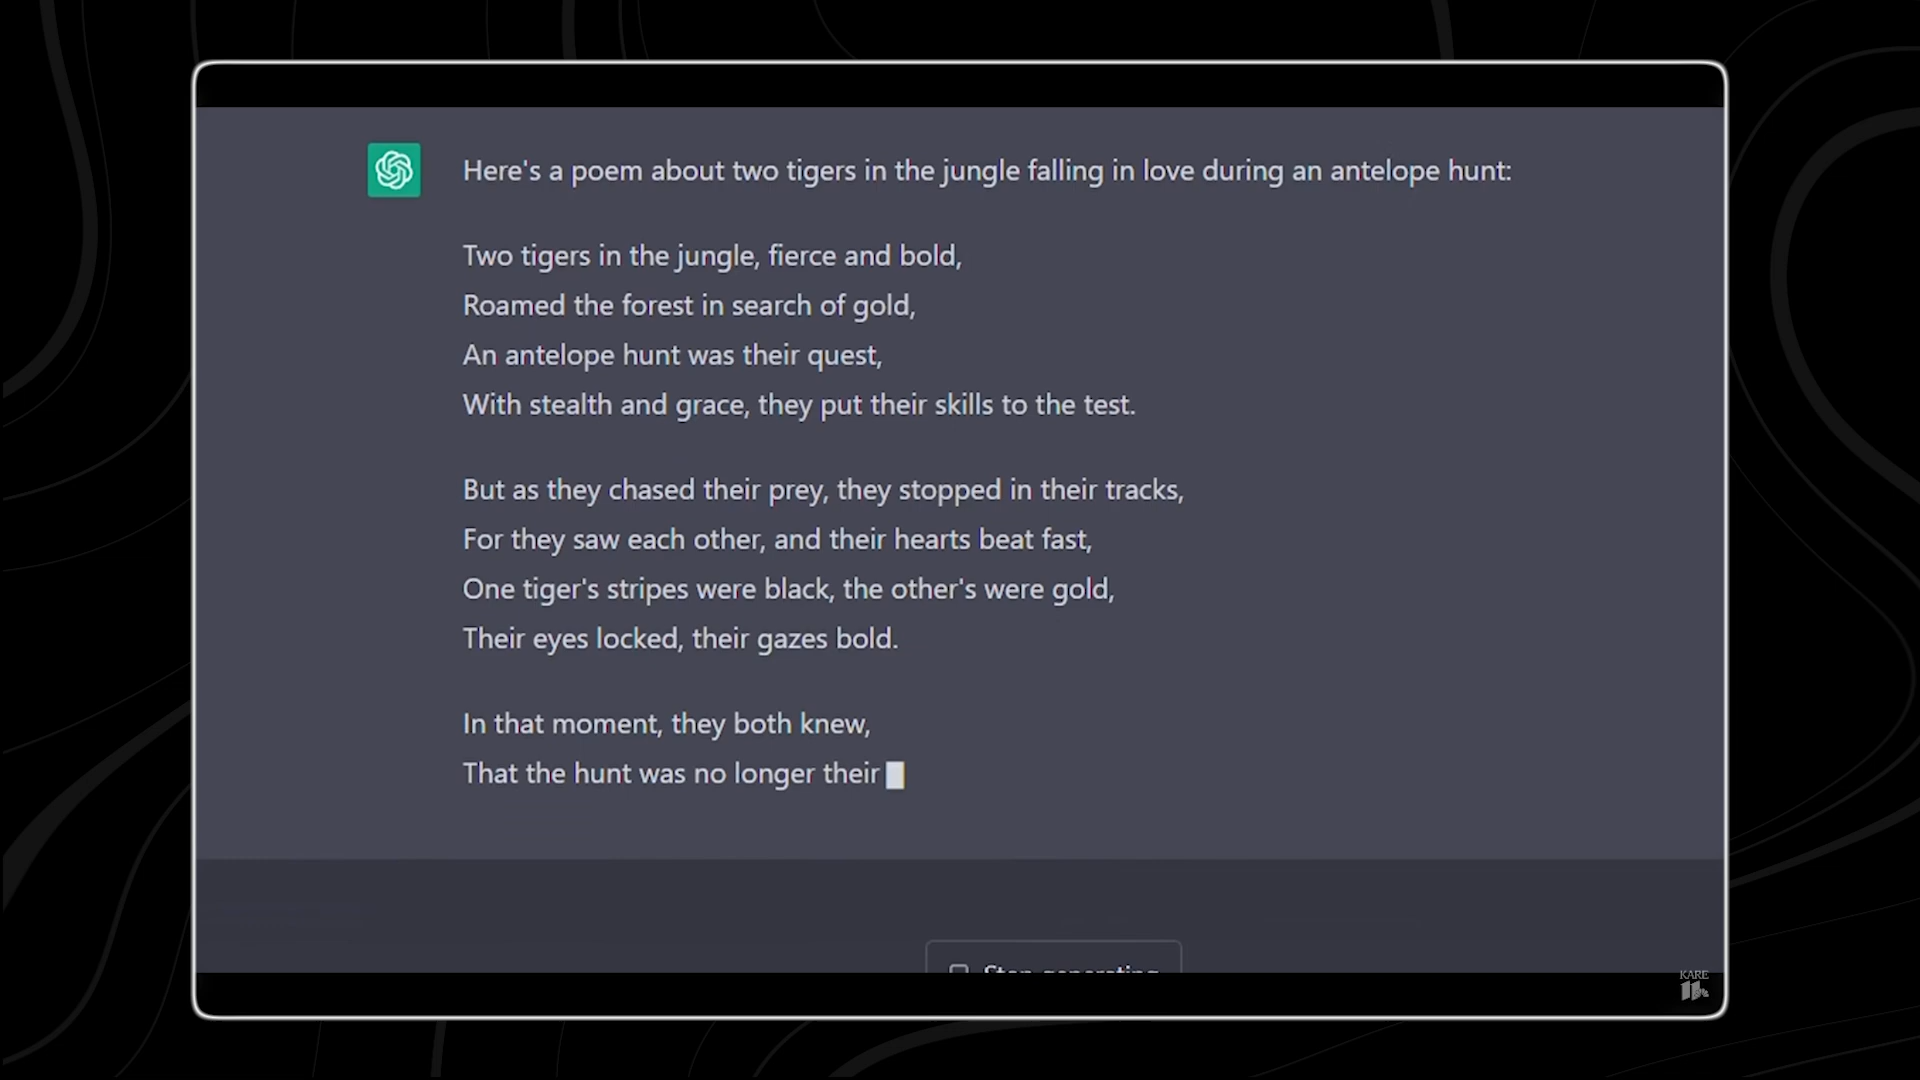 Here's a poem about two tigers in the jungle falling in love during an antelope hunt:
Two tigers in the jungle, fierce and bold,
Roamed the forest in search of gold,
An antelope hunt was their quest,
With stealth and grace, they put their skills to the test.
But as they chased their prey, they stopped in their tracks,
For they saw each other, and their hearts beat fast,
One tiger's stripes were black, the other's were gold,
Their eyes locked, their gazes bold.
In that moment, they both knew,
That the hunt was no longer their
Stop generating
KARE
11